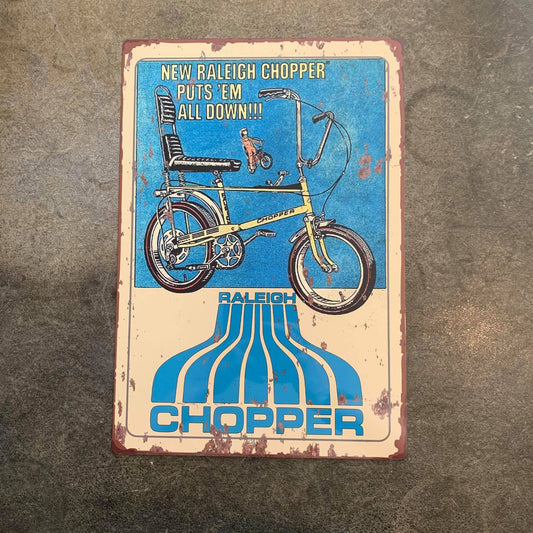 NEW RALEIGH CHOPPER
PUTS 'EM
ALL DOWN!!!
CHOPPER
RALEIGH
CHOPPER